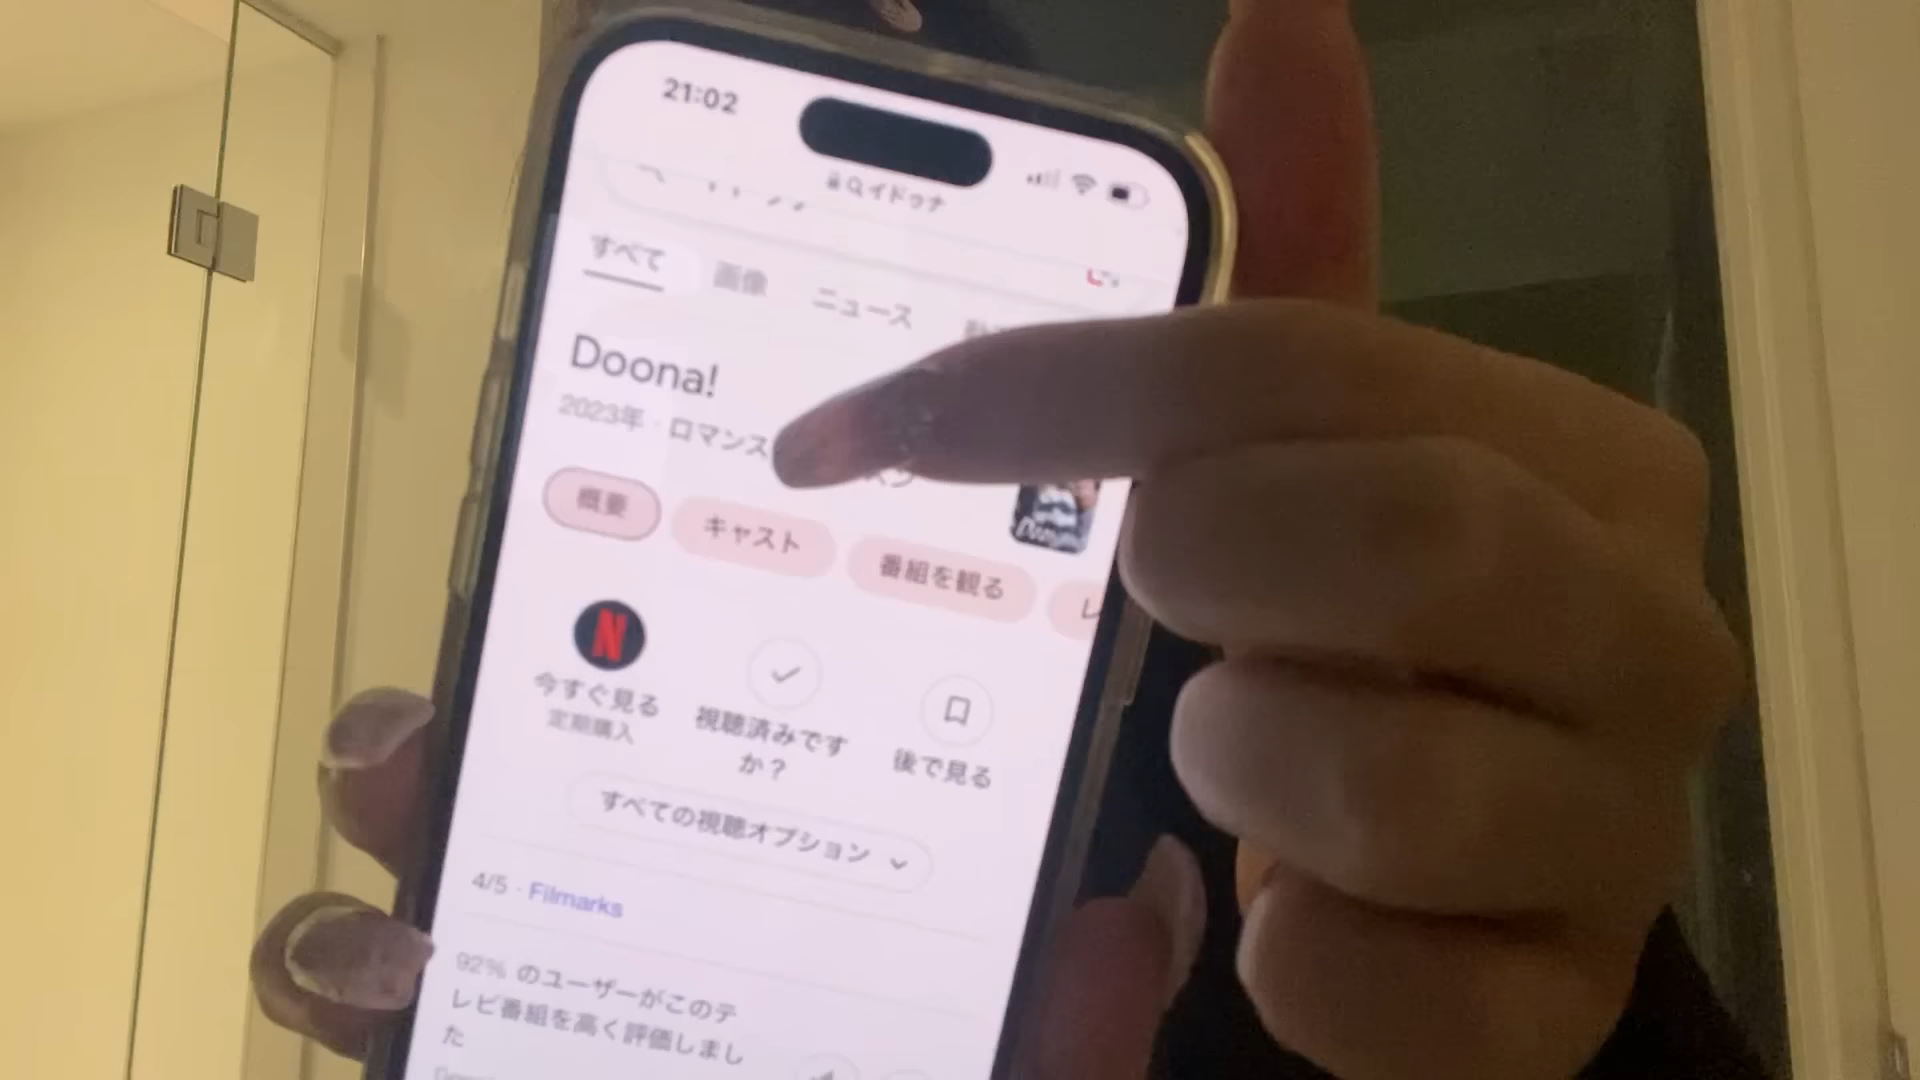 21:02
イドゥナ
すべて 画像 ニュース
Doona!
2023年 · ロマンス
概要 キャスト 番組を観る レ
N
今すぐ見る
定期購入
視聴済みです
か？
後で見る
すべての視聴オプション
4/5 · Filmarks
92% のユーザーがこのテ
レビ番組を高く評価しまし
た